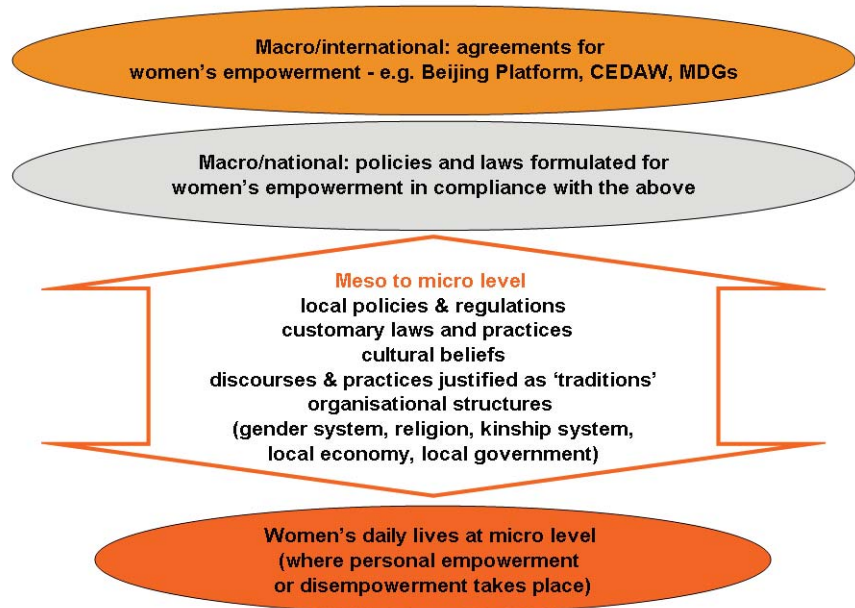 Macro/international: agreements for
women's empowerment - e.g. Beijing Platform, CEDAW, MDGs
Macro/national: policies and laws formulated for
women's empowerment in compliance with the above
Meso to micro level
local policies & regulations
customary laws and practices
cultural beliefs
discourses & practices justified as 'traditions'
organisational structures
(gender system, religion, kinship system,
local economy, local government)
Women's daily lives at micro level
(where personal empowerment
or disempowerment takes place)